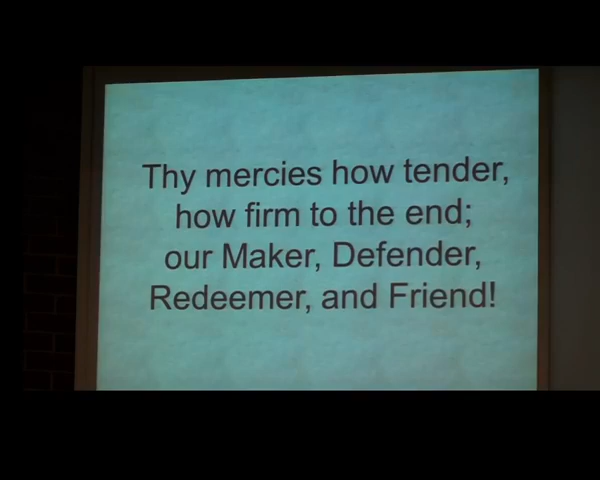 Thy mercies how tender,
how firm to the end;
our Maker, Defender,
Redeemer, and Friend!